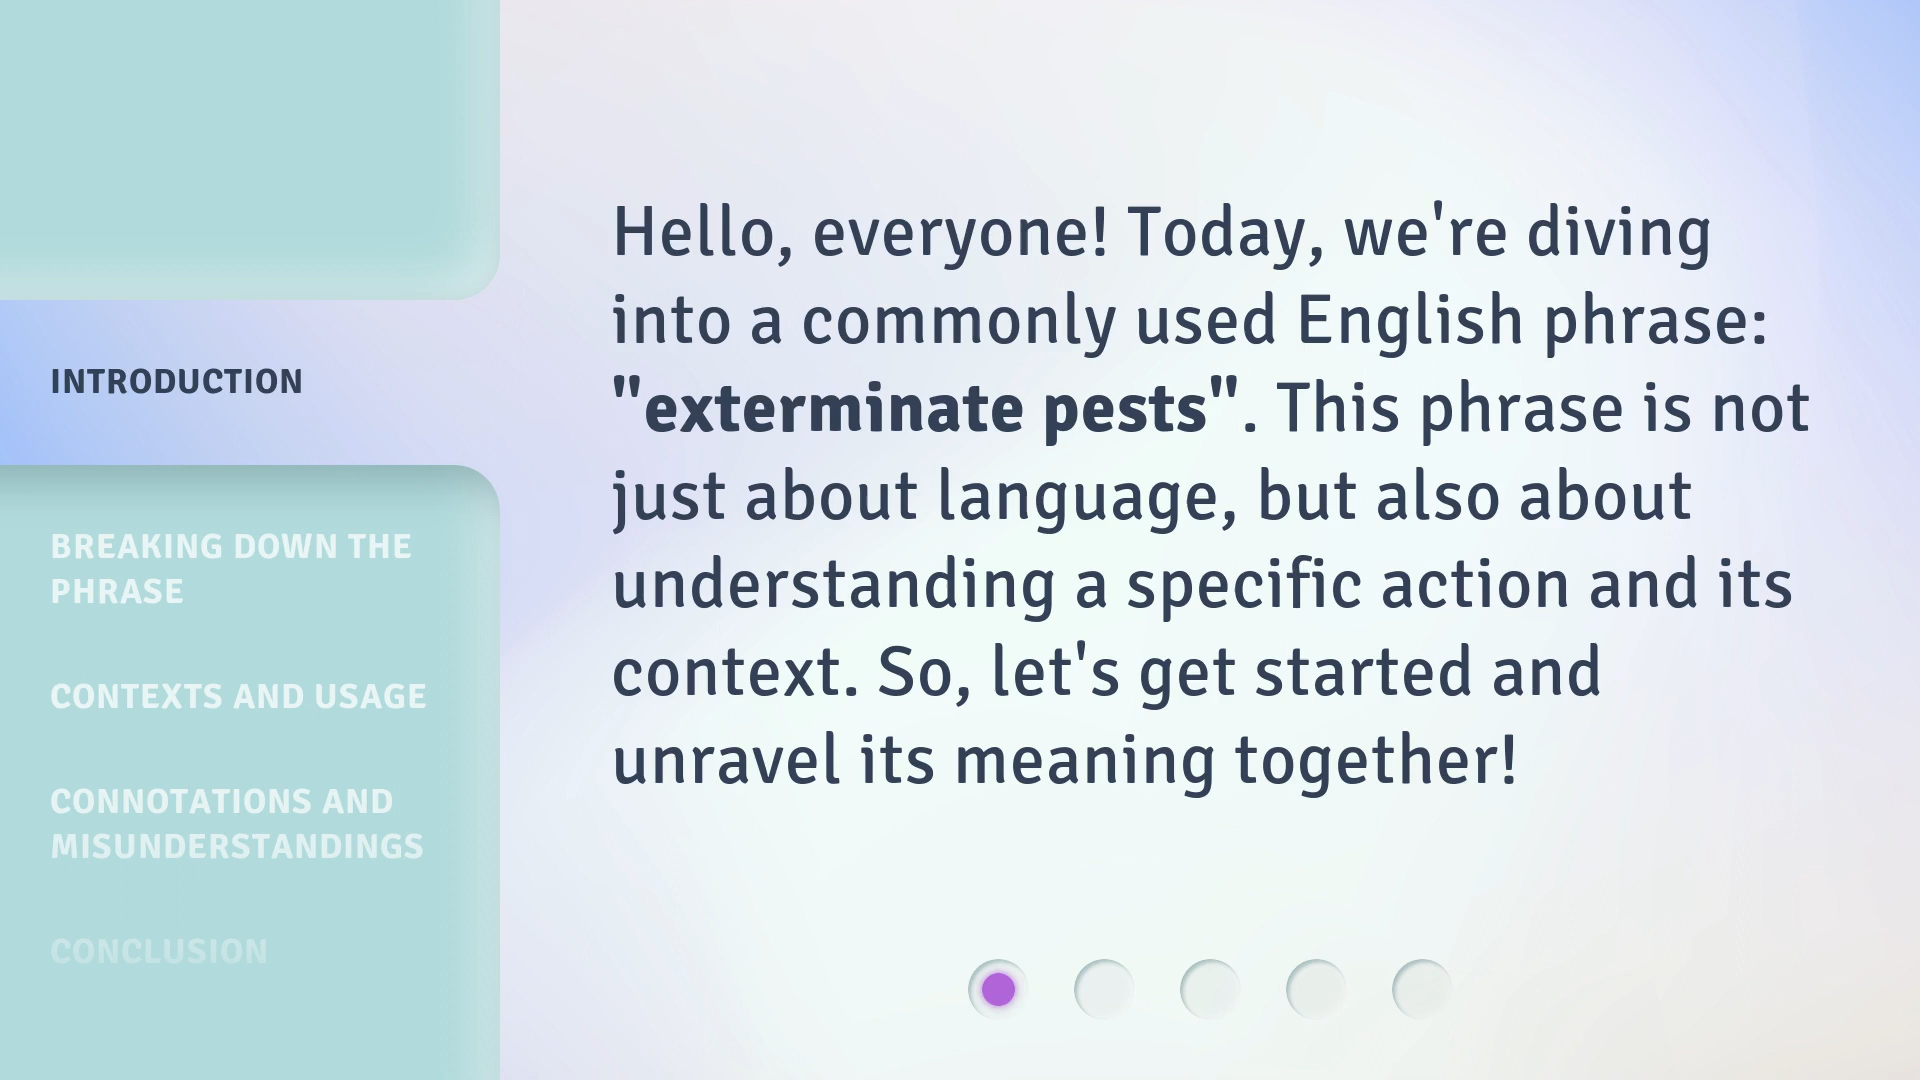 INTRODUCTION
BREAKING DOWN THE
PHRASE
CONTEXTS AND USAGE
CONNOTATIONS AND
MISUNDERSTANDINGS
CONCLUSION
Hello, everyone! Today, we're diving
into a commonly used English phrase:
"exterminate pests". This phrase is not
just about language, but also about
understanding a specific action and its
context. So, let's get started and
unravel its meaning together!